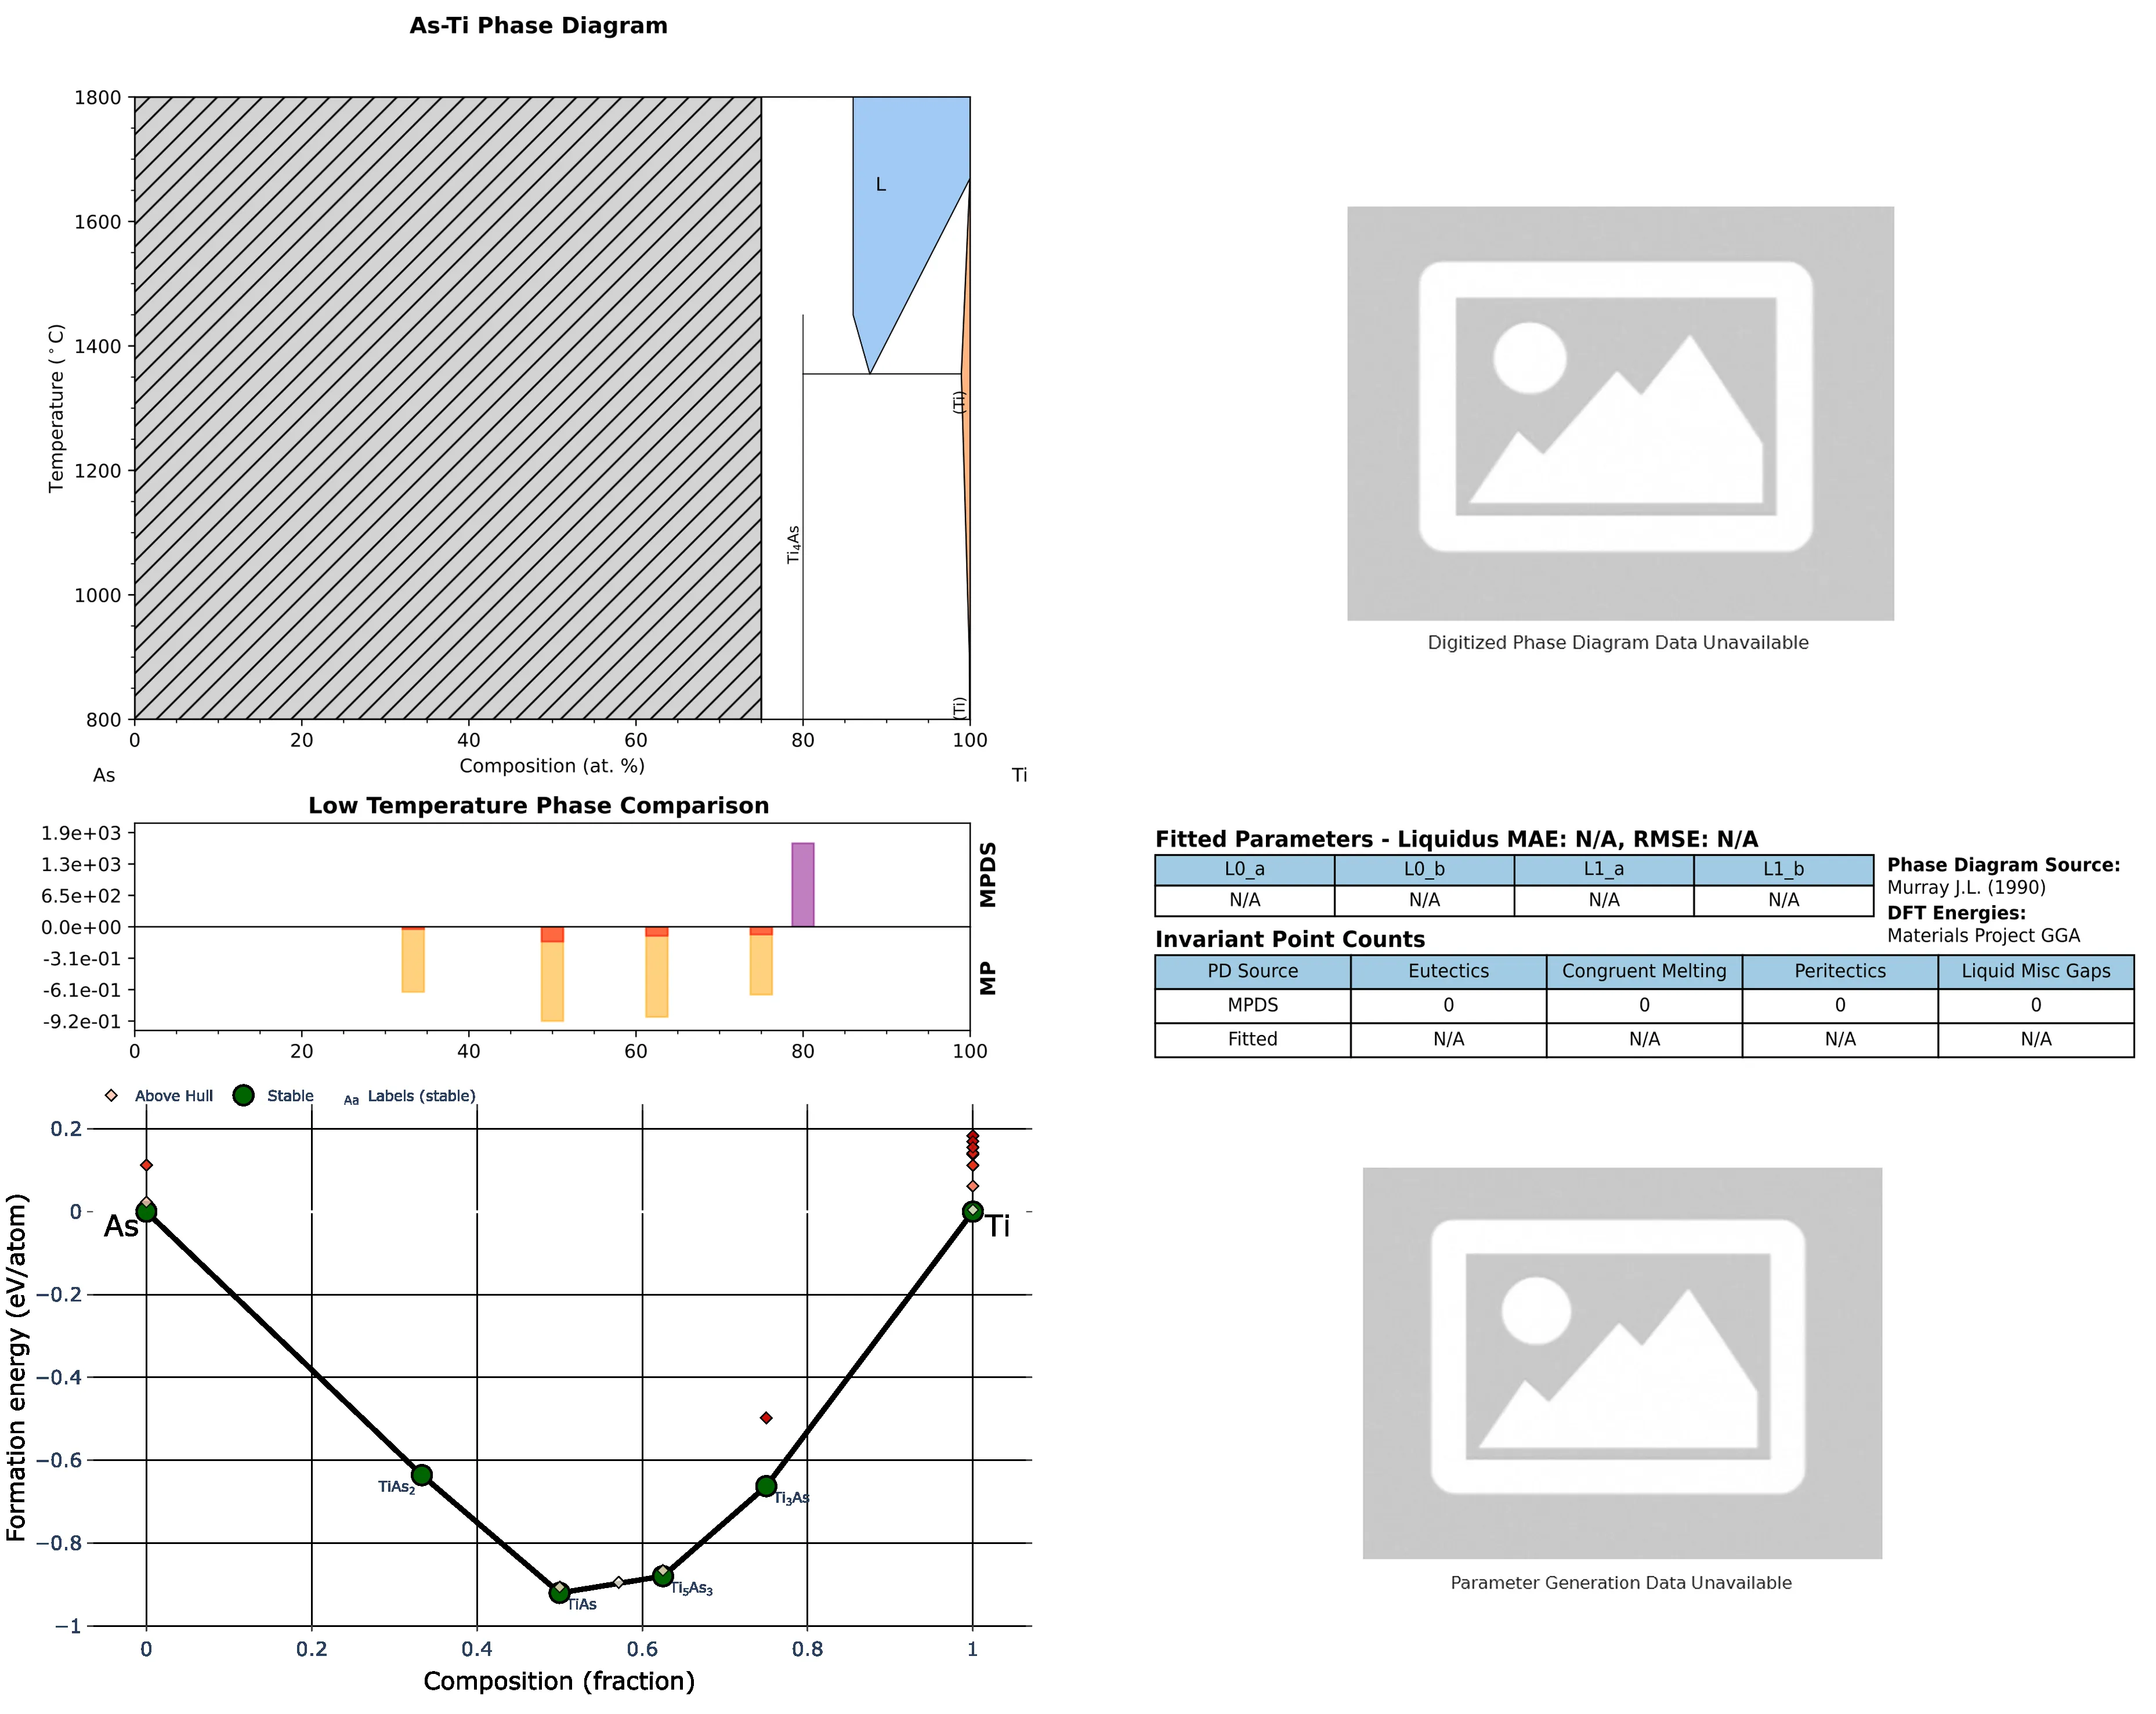 As-Ti Phase Diagram
1800
1600
1400
1200
1000
800
Temperature (°C)
L
(Ti)
Ti₄As
(Ti)
0 20 40 60 80 100
Composition (at. %)
As Ti
Digitized Phase Diagram Data Unavailable
Low Temperature Phase Comparison
1.9e+03
1.3e+03
6.5e+02
0.0e+00
-3.1e-01
-6.1e-01
-9.2e-01
MPDS
MP
0 20 40 60 80 100
Fitted Parameters - Liquidus MAE: N/A, RMSE: N/A
L0_a L0_b L1_a L1_b
N/A N/A N/A N/A
Phase Diagram Source:
Murray J.L. (1990)
DFT Energies:
Materials Project GGA
Invariant Point Counts
PD Source Eutectics Congruent Melting Peritectics Liquid Misc Gaps
MPDS 0 0 0 0
Fitted N/A N/A N/A N/A
Above Hull Stable Aa Labels (stable)
0.2
0
−0.2
−0.4
−0.6
−0.8
−1
Formation energy (eV/atom)
As
Ti
TiAs₂
Ti₃As
TiAs
Ti₅As₃
0 0.2 0.4 0.6 0.8 1
Composition (fraction)
Parameter Generation Data Unavailable